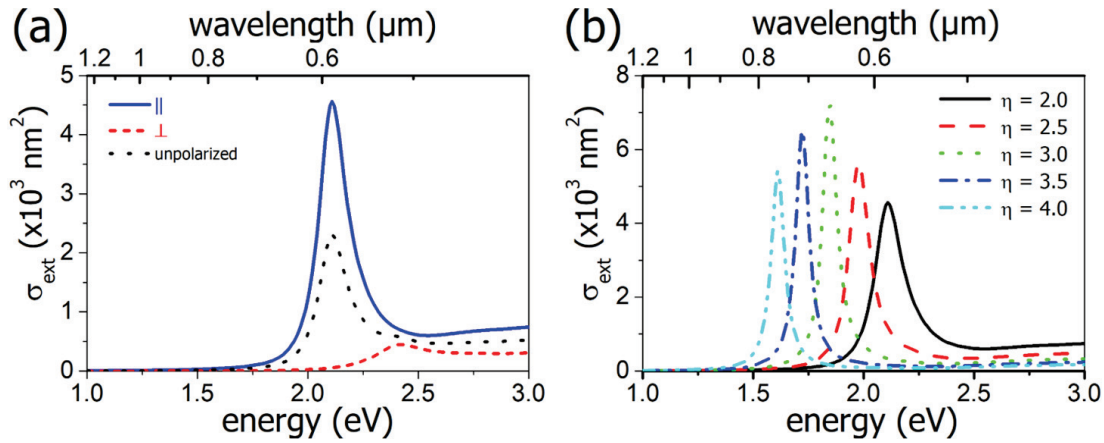 (a)
wavelength (μm)
1.2 1 0.8 0.6
5
4
3
2
1
0
σext (x10³ nm²)
||
⊥
unpolarized
1.0 1.5 2.0 2.5 3.0
energy (eV)
(b)
wavelength (μm)
1.2 1 0.8 0.6
8
6
4
2
0
σext (x10³ nm²)
η = 2.0
η = 2.5
η = 3.0
η = 3.5
η = 4.0
1.0 1.5 2.0 2.5 3.0
energy (eV)